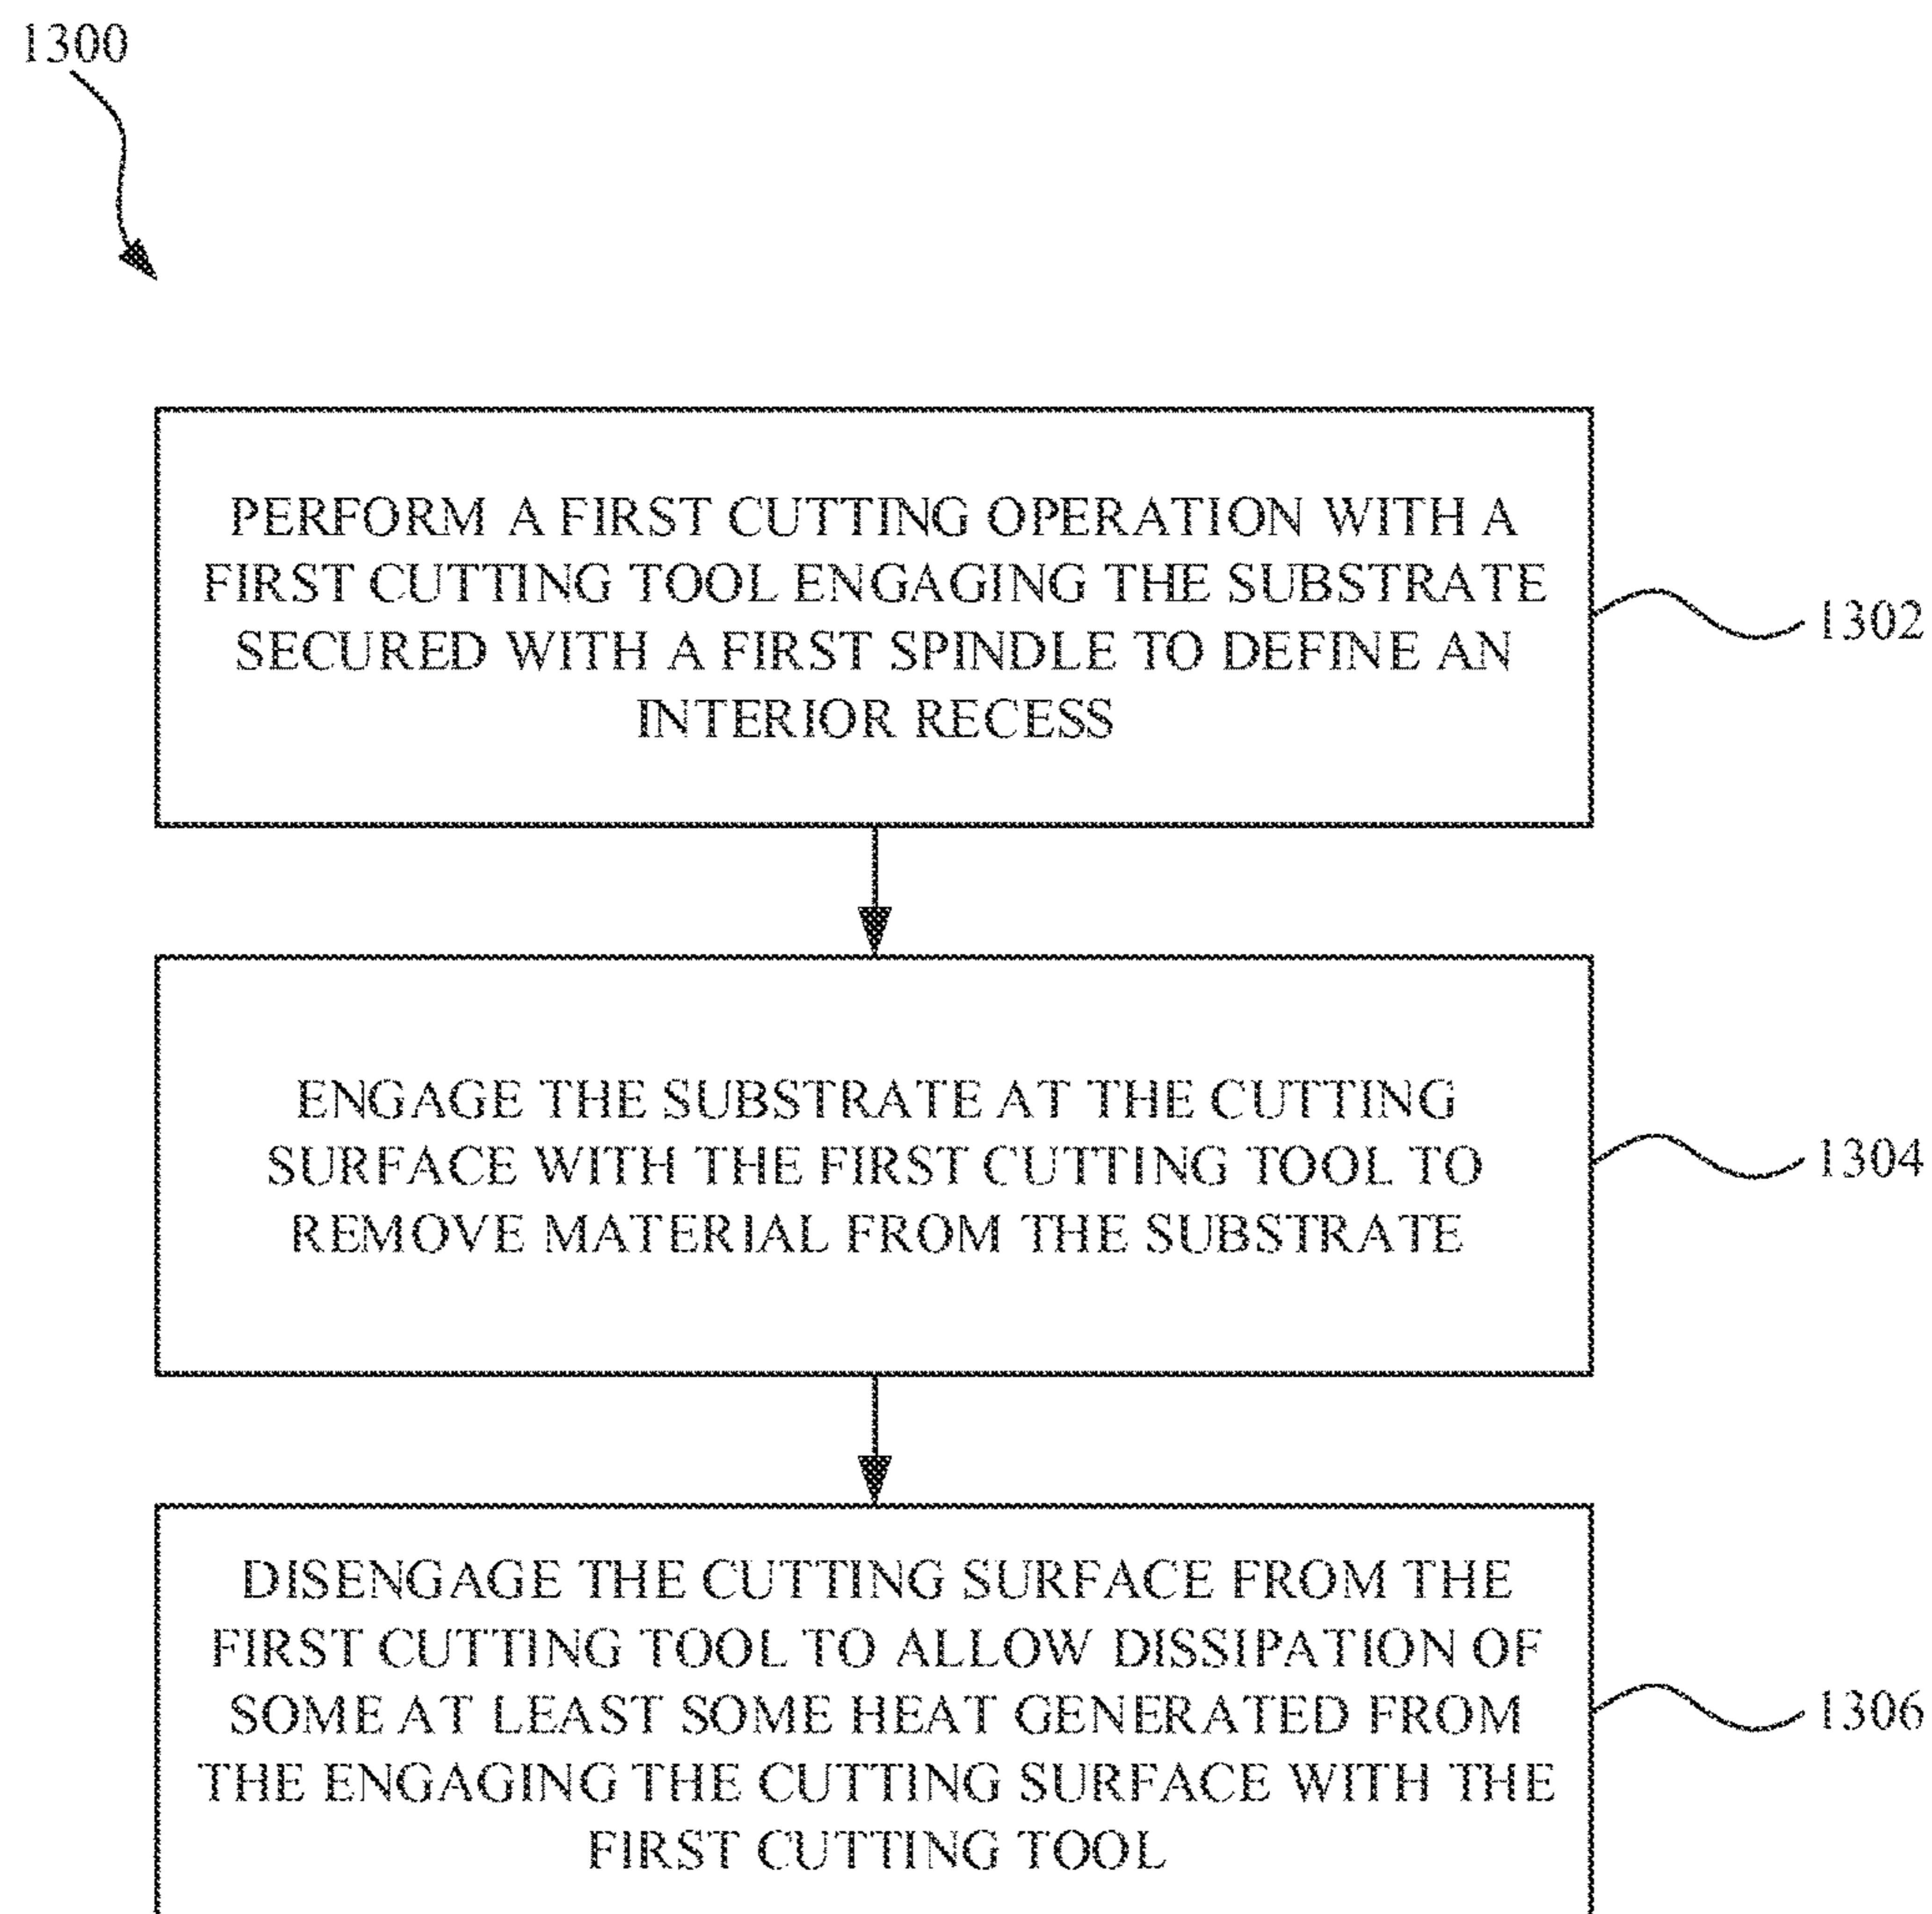 1300
PERFORM A FIRST CUTTING OPERATION WITH A
FIRST CUTTING TOOL ENGAGING THE SUBSTRATE
SECURED WITH A FIRST SPINDLE TO DEFINE AN
INTERIOR RECESS
1302
ENGAGE THE SUBSTRATE AT THE CUTTING
SURFACE WITH THE FIRST CUTTING TOOL TO
REMOVE MATERIAL FROM THE SUBSTRATE
1304
DISENGAGE THE CUTTING SURFACE FROM THE
FIRST CUTTING TOOL TO ALLOW DISSIPATION OF
SOME AT LEAST SOME HEAT GENERATED FROM
THE ENGAGING THE CUTTING SURFACE WITH THE
FIRST CUTTING TOOL
1306